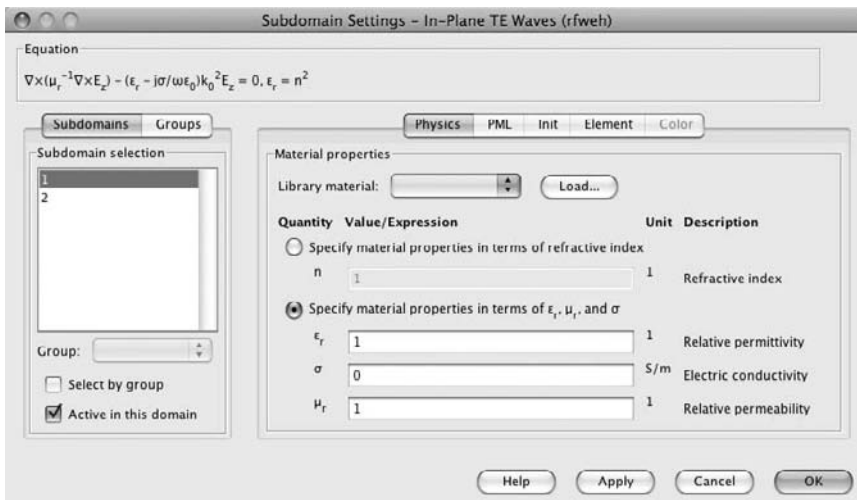 Subdomain Settings – In-Plane TE Waves (rfweh)
Equation
∇×(μᵣ⁻¹∇×E_z) – (εᵣ – jσ/ωε₀)k₀²E_z = 0, εᵣ = n²
Subdomains Groups
Subdomain selection
1
2
Group:
Select by group
Active in this domain
Physics PML Init Element Color
Material properties
Library material: Load...
Quantity Value/Expression Unit Description
Specify material properties in terms of refractive index
n 1 1 Refractive index
Specify material properties in terms of εᵣ, μᵣ, and σ
εᵣ 1 1 Relative permittivity
σ 0 S/m Electric conductivity
μᵣ 1 1 Relative permeability
Help Apply Cancel OK